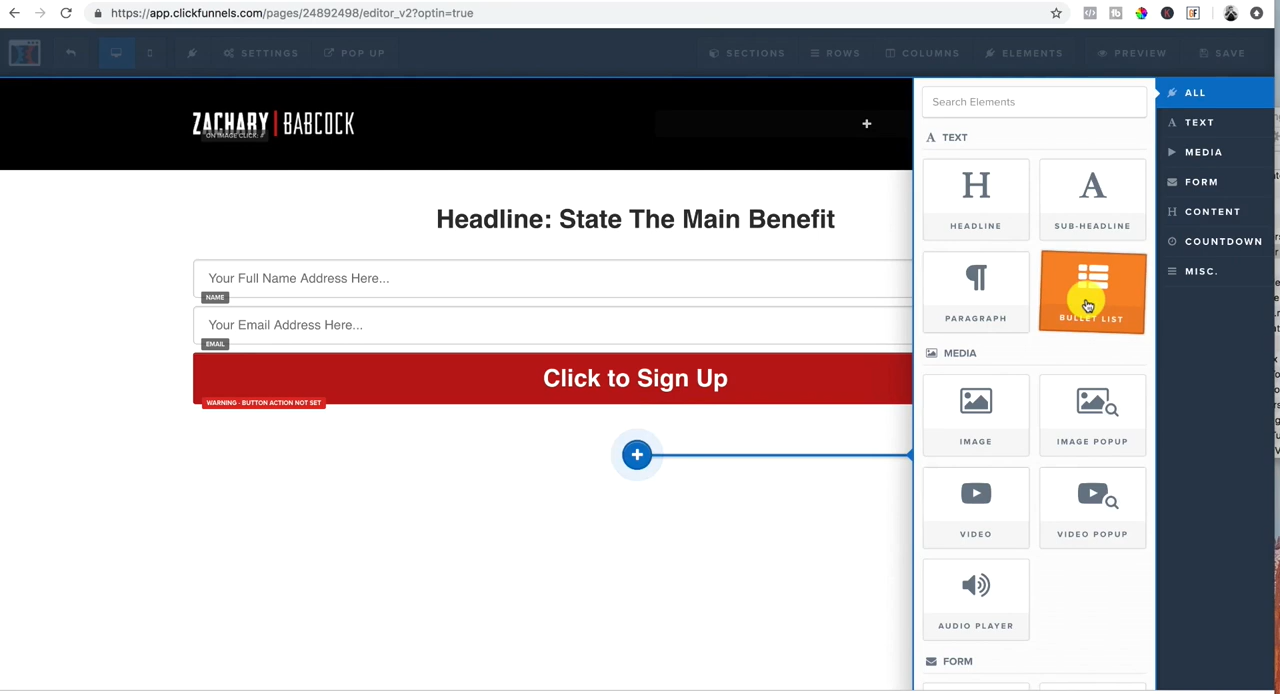 https://app.clickfunnels.com/pages/24892498/editor_v2?optin=true
SETTINGS
POP UP
SECTIONS
ROWS
COLUMNS
ELEMENTS
PREVIEW
SAVE
ZACHARY BABCOCK
ON IMAGE CLICK: #
Headline: State The Main Benefit
Your Full Name Address Here...
NAME
Your Email Address Here...
EMAIL
Click to Sign Up
WARNING - BUTTON ACTION NOT SET
Search Elements
TEXT
HEADLINE
SUB-HEADLINE
PARAGRAPH
BULLET LIST
MEDIA
IMAGE
IMAGE POPUP
VIDEO
VIDEO POPUP
AUDIO PLAYER
FORM
ALL
TEXT
MEDIA
FORM
CONTENT
COUNTDOWN
MISC.